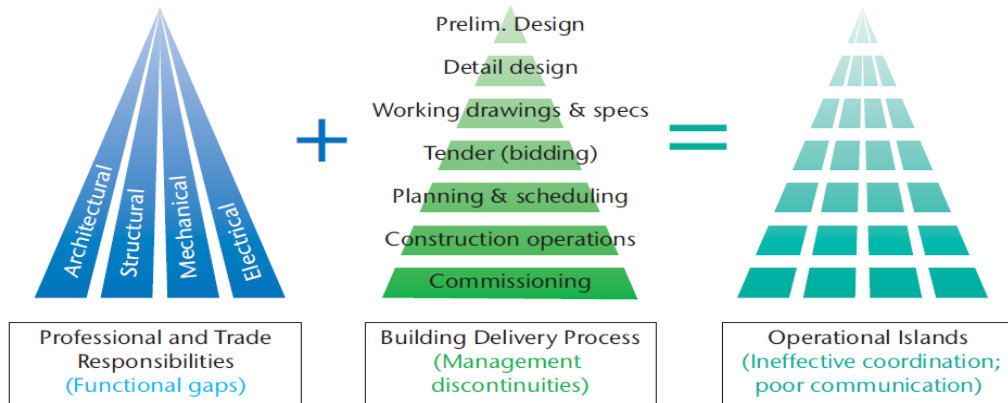 Architectural
Structural
Mechanical
Electrical
+
Prelim. Design
Detail design
Working drawings & specs
Tender (bidding)
Planning & scheduling
Construction operations
Commissioning
=
Professional and Trade
Responsibilities
(Functional gaps)
Building Delivery Process
(Management
discontinuities)
Operational Islands
(Ineffective coordination;
poor communication)